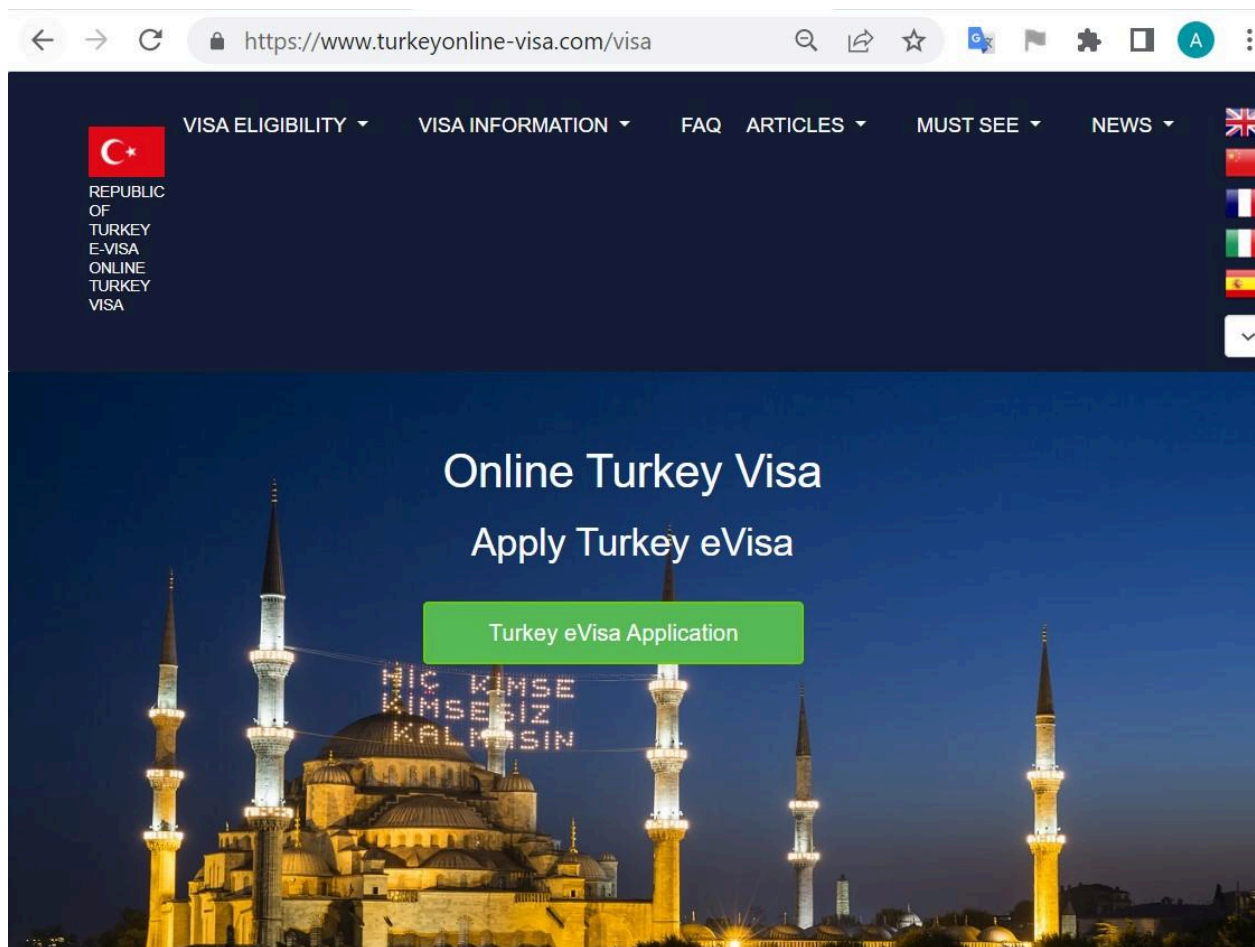 https://www.turkeyonline-visa.com/visa
A
VISA ELIGIBILITY
VISA INFORMATION
FAQ
ARTICLES
MUST SEE
NEWS
REPUBLIC
OF
TURKEY
E-VISA
ONLINE
TURKEY
VISA
Online Turkey Visa
Apply Turkey eVisa
Turkey eVisa Application
HİÇ KİMSE
KİMSESİZ
KALMASIN